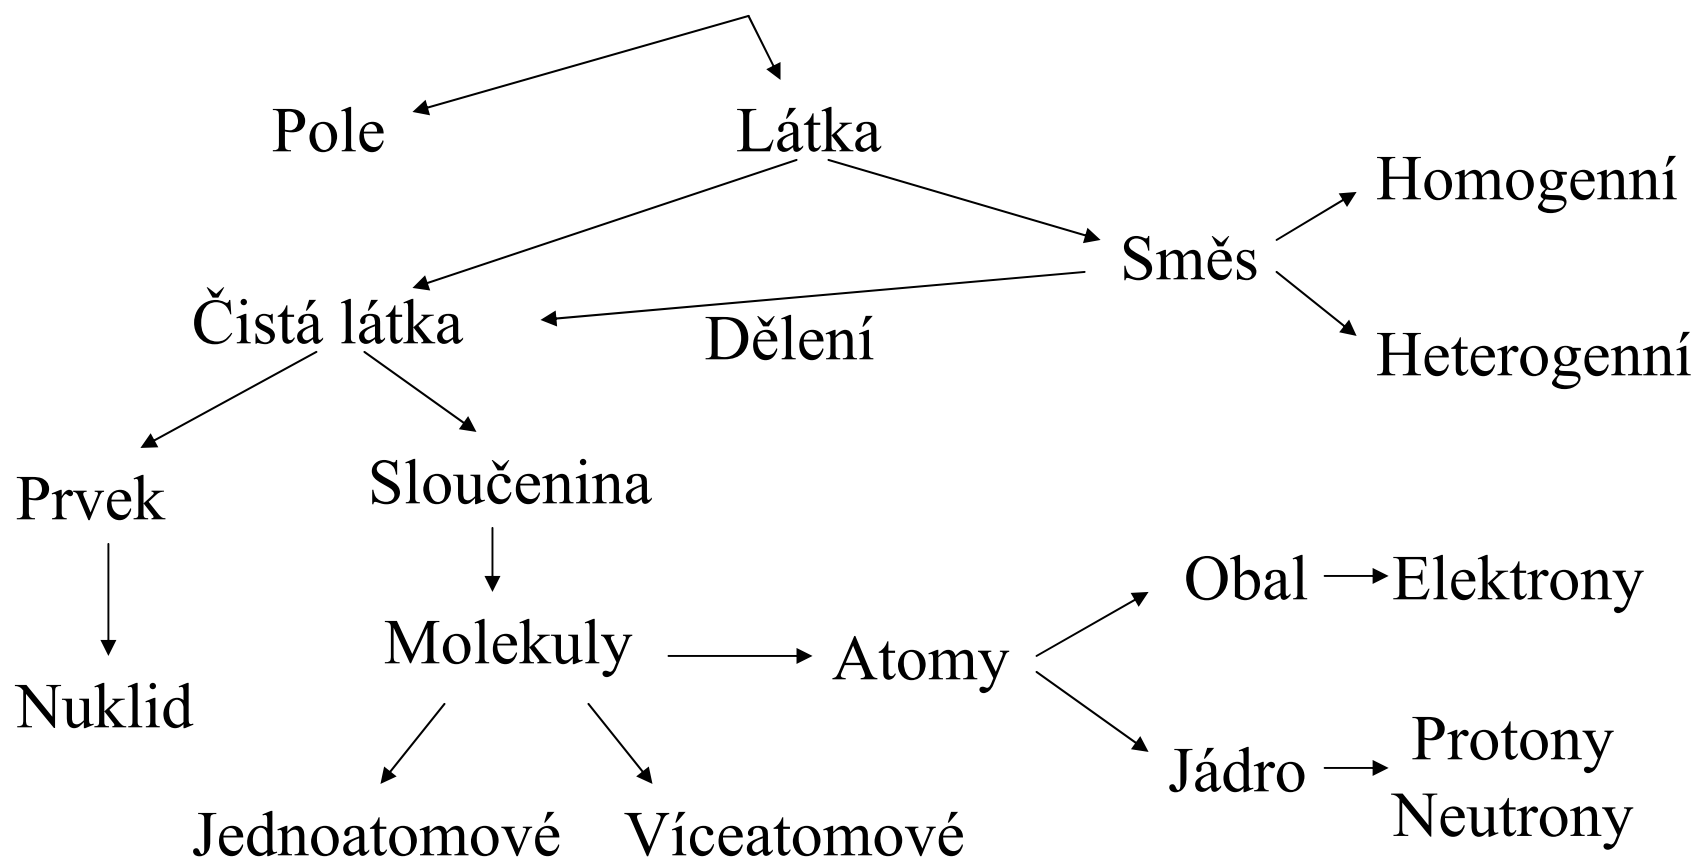 Pole
Látka
Homogenní
Směs
Čistá látka
Dělení
Heterogenní
Prvek
Sloučenina
Obal
Elektrony
Molekuly
Atomy
Nuklid
Jádro
Protony
Neutrony
Jednoatomové
Víceatomové